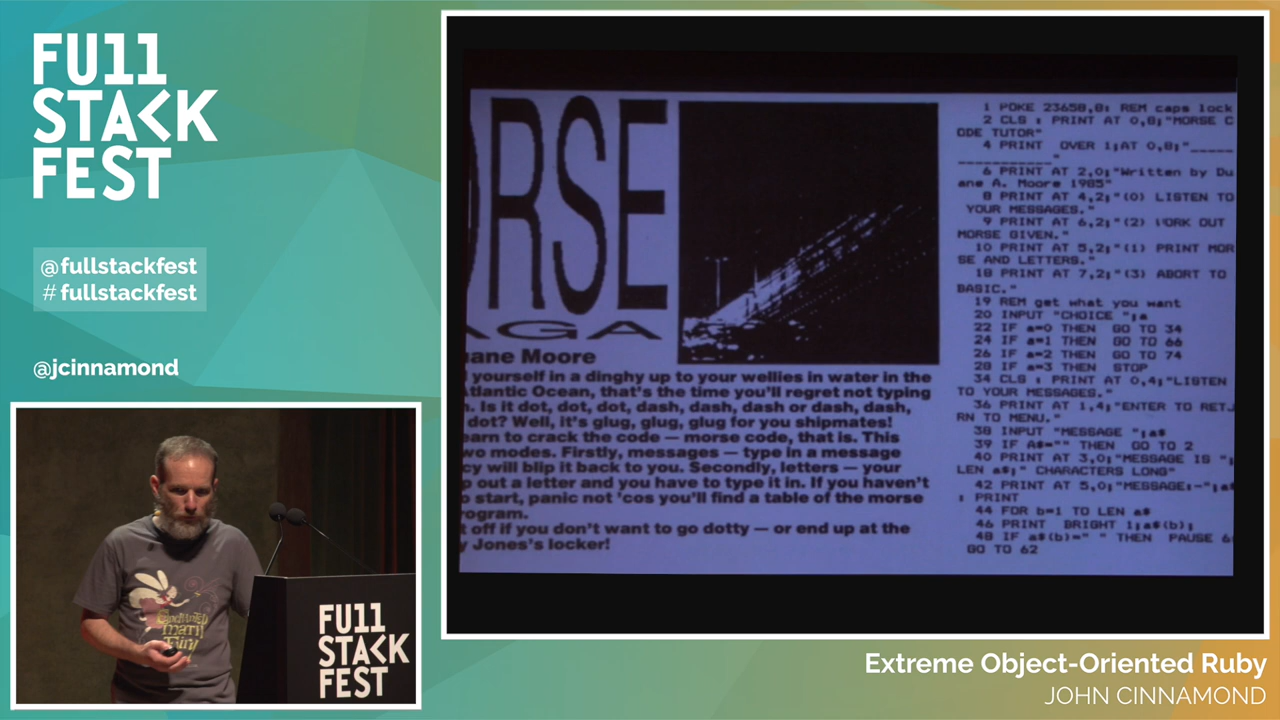 FU11
STACK
FEST
@fullstackfest
# fullstackfest
@jcinnamond
FU11
STACK
FEST
RSE
AGA
uane Moore
yourself in a dinghy up to your wellies in water in the
tlantic Ocean, that's the time you'll regret not typing
. Is it dot, dot, dot, dash, dash, dash or dash, dash,
dot? Well, it's glug, glug, glug for you shipmates!
earn to crack the code — morse code, that is. This
wo modes. Firstly, messages — type in a message
cy will blip it back to you. Secondly, letters — your
p out a letter and you have to type it in. If you haven't
start, panic not 'cos you'll find a table of the morse
rogram.
off if you don't want to go dotty — or end up at the
Jones's locker!
1 POKE 23658,8: REM caps lock
2 CLS : PRINT AT 0,8;"MORSE C
ODE TUTOR"
4 PRINT OVER 1;AT 0,8;"_____
____________"
6 PRINT AT 2,0;"Written by Du
ane A. Moore 1985"
8 PRINT AT 4,2;"(0) LISTEN TO
YOUR MESSAGES."
9 PRINT AT 6,2;"(2) WORK OUT
MORSE GIVEN."
10 PRINT AT 5,2;"(1) PRINT MOR
SE AND LETTERS."
18 PRINT AT 7,2;"(3) ABORT TO
BASIC."
19 REM get what you want
20 INPUT "CHOICE ";a
22 IF a=0 THEN GO TO 34
24 IF a=1 THEN GO TO 66
26 IF a=2 THEN GO TO 74
28 IF a=3 THEN STOP
34 CLS : PRINT AT 0,4;"LISTEN
TO YOUR MESSAGES."
36 PRINT AT 1,4;"ENTER TO RETU
RN TO MENU."
38 INPUT "MESSAGE ";a$
39 IF A$="" THEN GO TO 2
40 PRINT AT 3,0;"MESSAGE IS ";
LEN a$;" CHARACTERS LONG"
42 PRINT AT 5,0;"MESSAGE:-";a$
: PRINT
44 FOR b=1 TO LEN a$
46 PRINT BRIGHT 1;a$(b);
48 IF a$(b)=" " THEN PAUSE 6:
GO TO 62
Extreme Object-Oriented Ruby
JOHN CINNAMOND